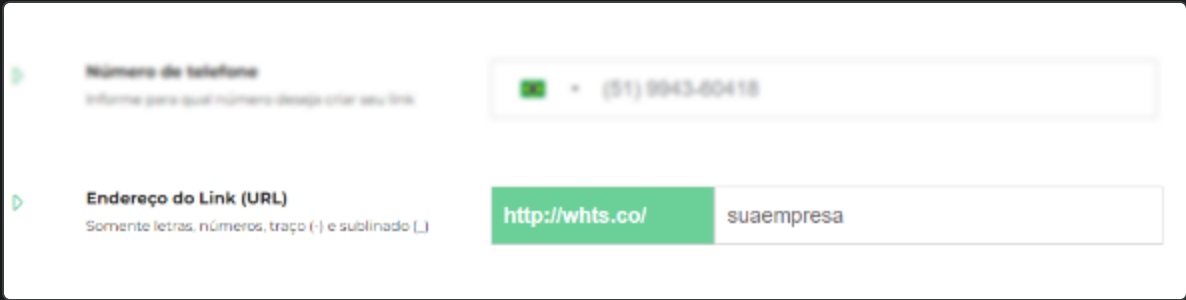 Número de telefone
Informe para qual número deseja criar seu link
(51) 9943-60418
Endereço do Link (URL)
Somente letras, números, traço (-) e sublinado (_)
http://whts.co/ suaempresa